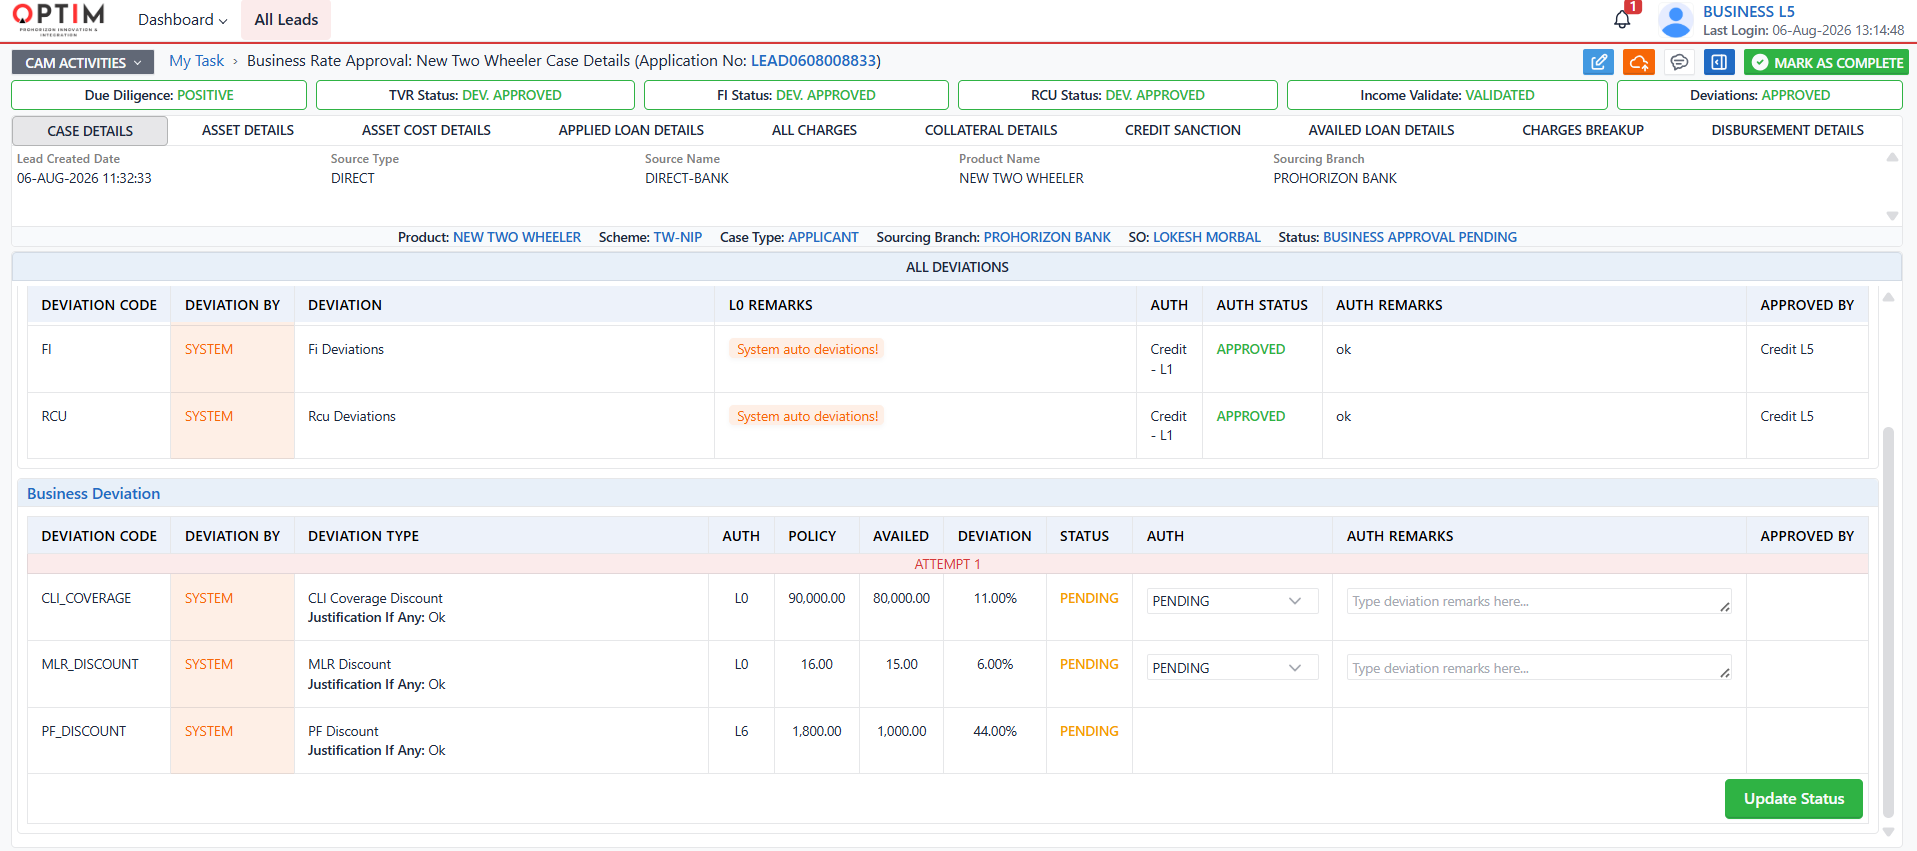 OPTIM
PROHORIZON INNOVATION & INTEGRATION
Dashboard
All Leads
1
BUSINESS L5
Last Login: 06-Aug-2026 13:14:48
CAM ACTIVITIES
My Task › Business Rate Approval: New Two Wheeler Case Details (Application No: LEAD0608008833)
MARK AS COMPLETE
Due Diligence: POSITIVE
TVR Status: DEV. APPROVED
FI Status: DEV. APPROVED
RCU Status: DEV. APPROVED
Income Validate: VALIDATED
Deviations: APPROVED
CASE DETAILS
ASSET DETAILS
ASSET COST DETAILS
APPLIED LOAN DETAILS
ALL CHARGES
COLLATERAL DETAILS
CREDIT SANCTION
AVAILED LOAN DETAILS
CHARGES BREAKUP
DISBURSEMENT DETAILS
Lead Created Date
06-AUG-2026 11:32:33
Source Type
DIRECT
Source Name
DIRECT-BANK
Product Name
NEW TWO WHEELER
Sourcing Branch
PROHORIZON BANK
Product: NEW TWO WHEELER Scheme: TW-NIP Case Type: APPLICANT Sourcing Branch: PROHORIZON BANK SO: LOKESH MORBAL Status: BUSINESS APPROVAL PENDING
ALL DEVIATIONS
DEVIATION CODE DEVIATION BY DEVIATION L0 REMARKS AUTH AUTH STATUS AUTH REMARKS APPROVED BY
FI SYSTEM Fi Deviations System auto deviations! Credit - L1 APPROVED ok Credit L5
RCU SYSTEM Rcu Deviations System auto deviations! Credit - L1 APPROVED ok Credit L5
Business Deviation
DEVIATION CODE DEVIATION BY DEVIATION TYPE AUTH POLICY AVAILED DEVIATION STATUS AUTH AUTH REMARKS APPROVED BY
ATTEMPT 1
CLI_COVERAGE SYSTEM CLI Coverage Discount L0 90,000.00 80,000.00 11.00% PENDING PENDING Type deviation remarks here...
Justification If Any: Ok
MLR_DISCOUNT SYSTEM MLR Discount L0 16.00 15.00 6.00% PENDING PENDING Type deviation remarks here...
Justification If Any: Ok
PF_DISCOUNT SYSTEM PF Discount L6 1,800.00 1,000.00 44.00% PENDING
Justification If Any: Ok
Update Status